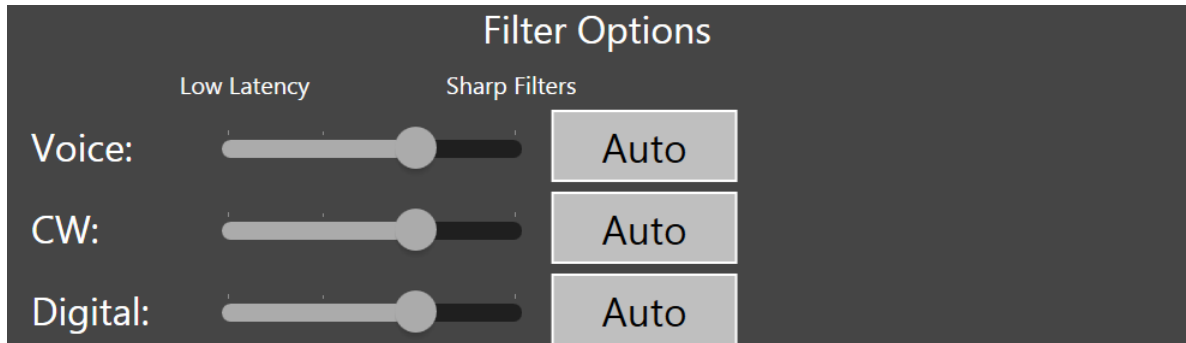 Filter Options
Low Latency Sharp Filters
Voice: Auto
CW: Auto
Digital: Auto